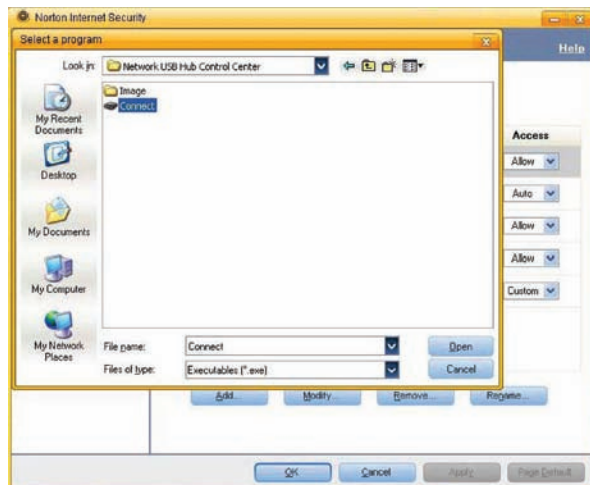 Norton Internet Security
Select a program
Help
Look in:
Network USB Hub Control Center
Image
Connect
My Recent
Documents
Desktop
My Documents
My Computer
My Network
Places
Access
Allow
Auto
Allow
Allow
Custom
File name:
Connect
Open
Files of type:
Executables (*.exe)
Cancel
Add...
Modify...
Remove...
Rename...
OK
Cancel
Apply
Page Default